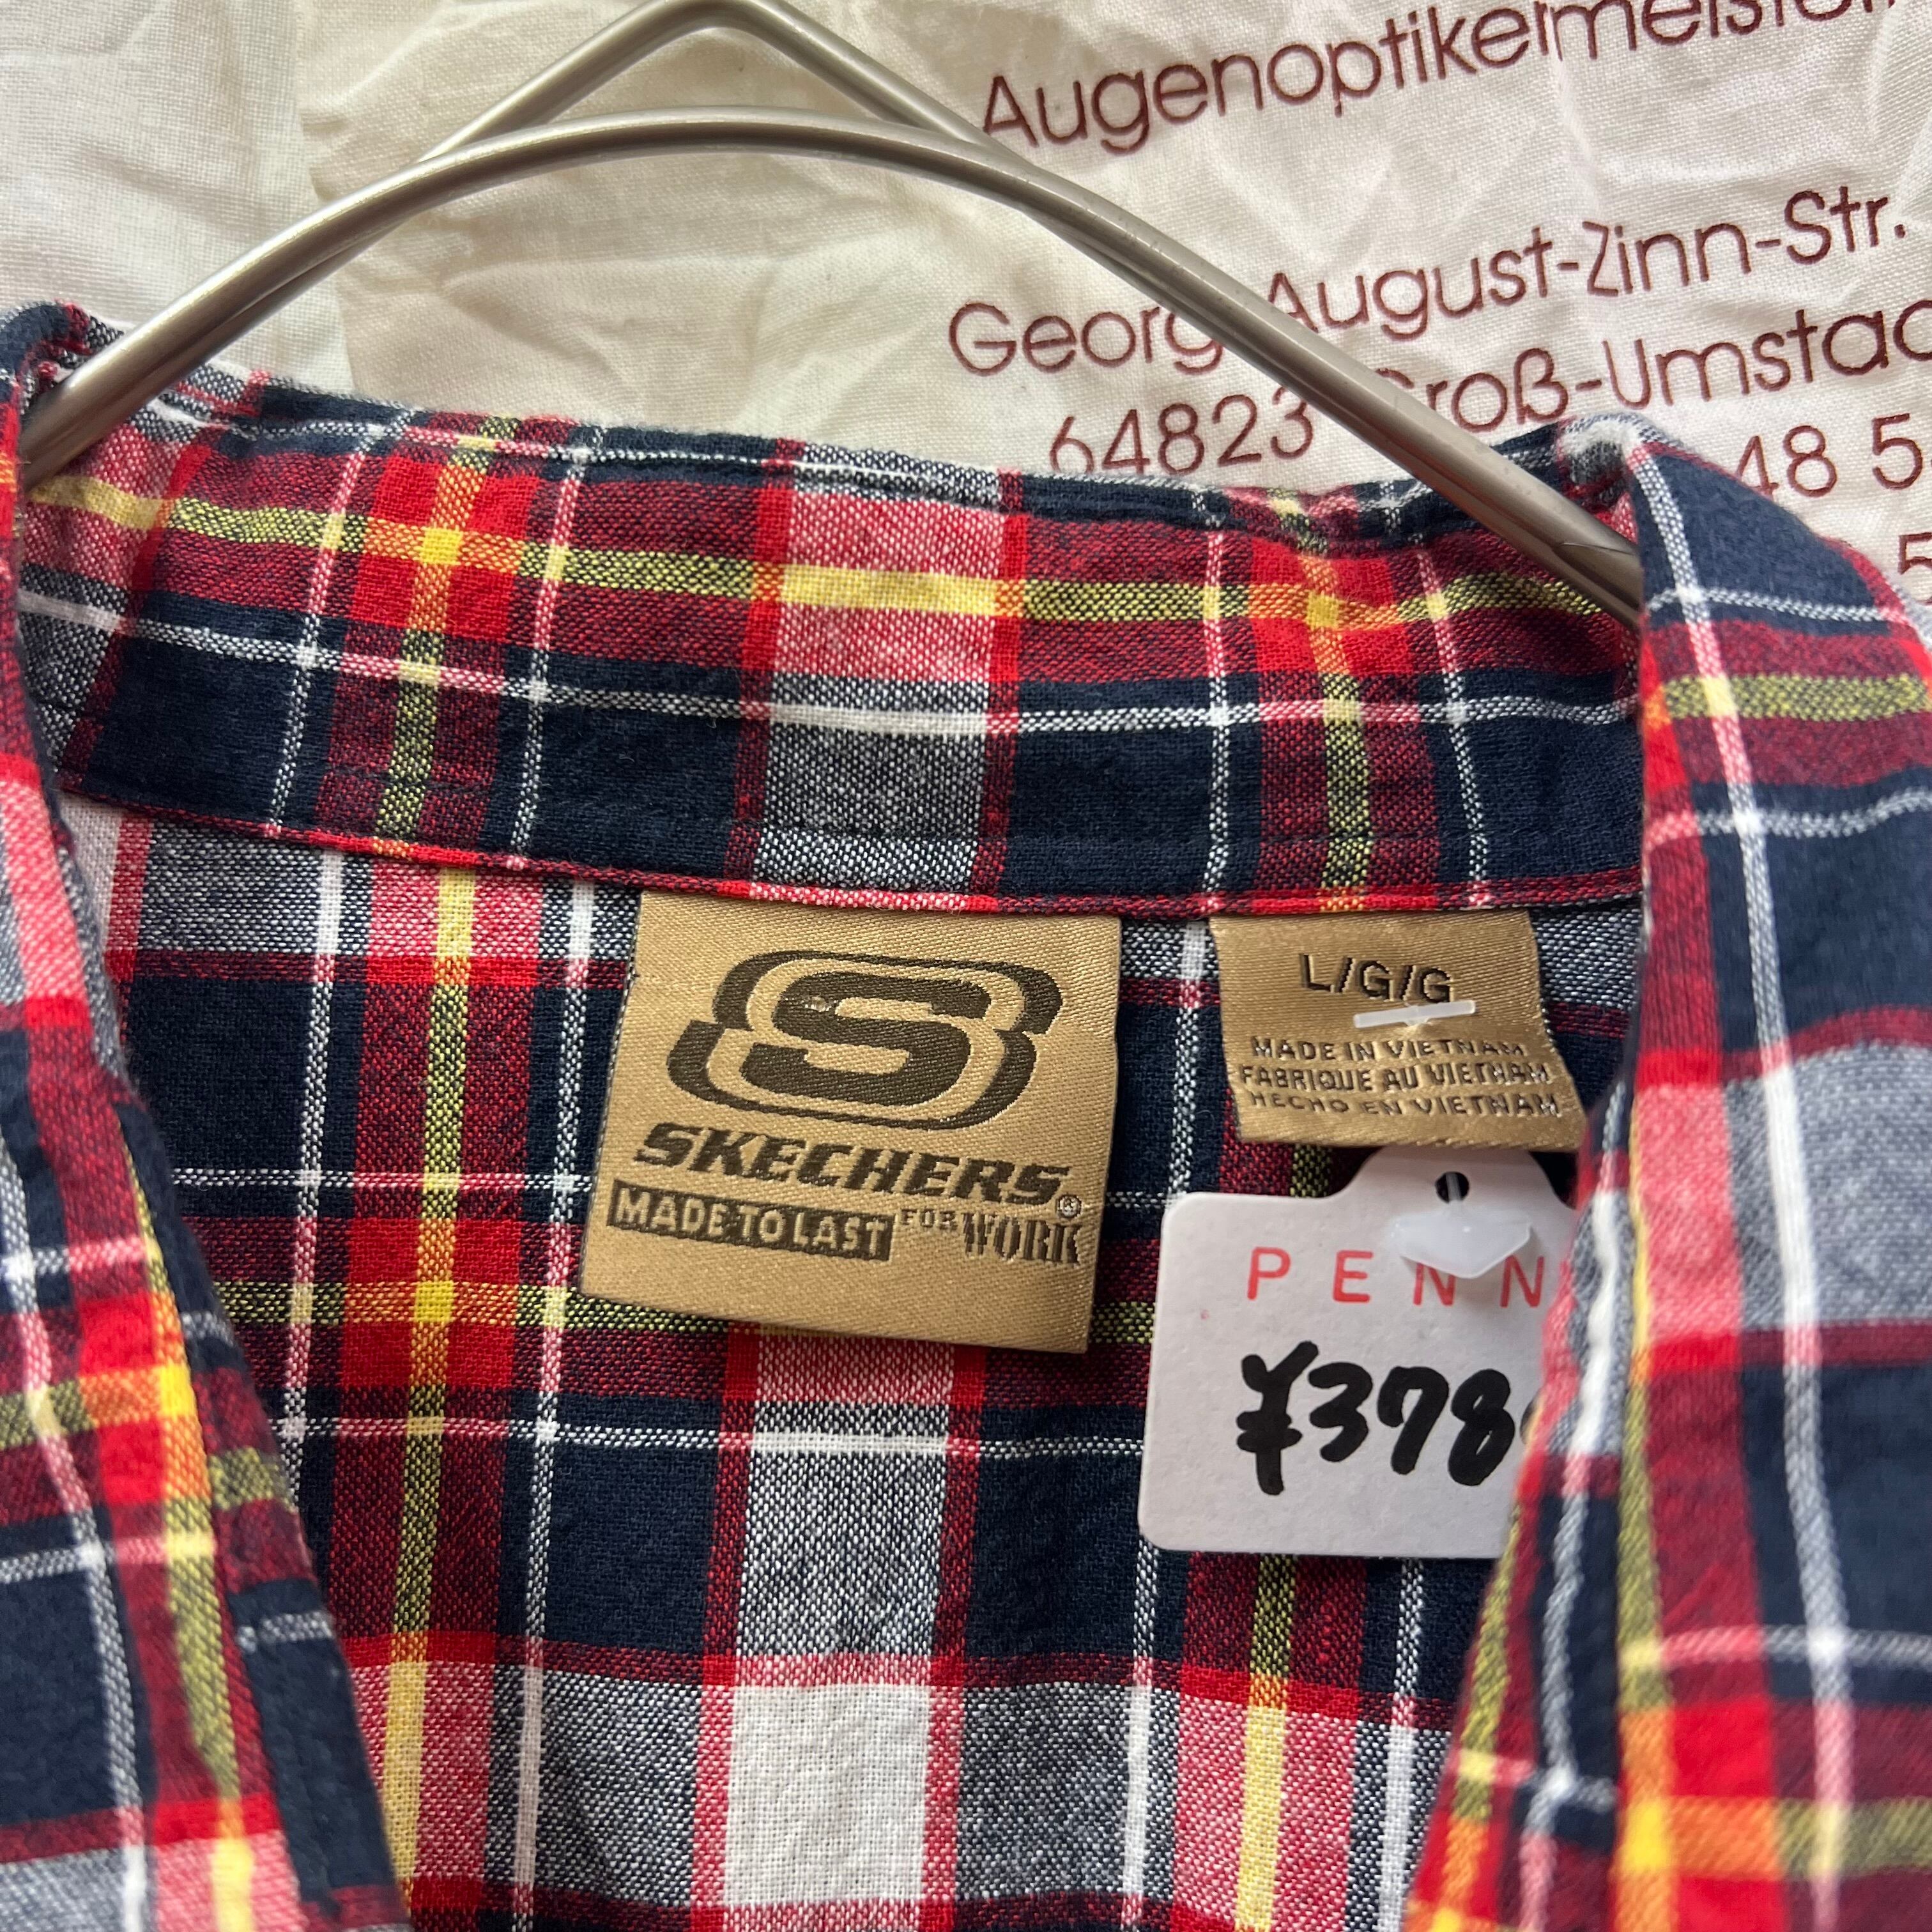 Augenoptikermeister
Georg-August-Zinn-Str.
64823 Groß-Umstad
48 5
5
L/G/G
MADE IN VIETNAM
FABRIQUE AU VIETNAM
HECHO EN VIETNAM
S
SKECHERS®
MADE TO LAST FOR WORK
PENN
¥378